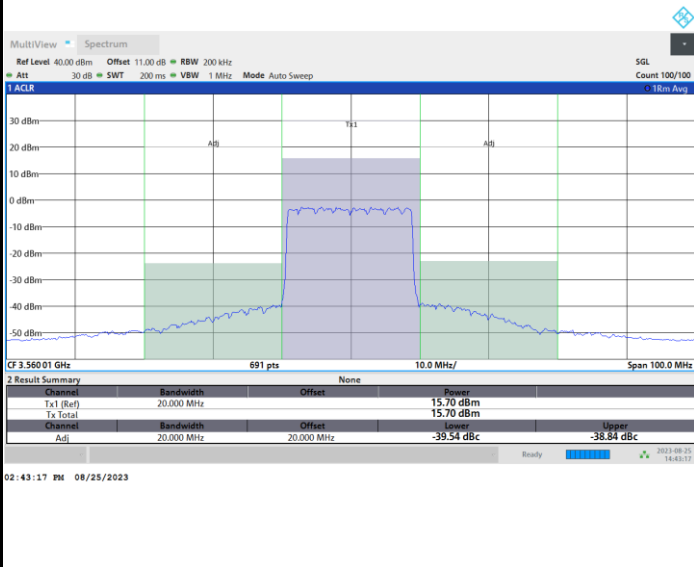 MultiView Spectrum
Ref Level 40.00 dBm Offset 11.00 dB RBW 200 kHz SGL
Att 30 dB SWT 200 ms VBW 1 MHz Mode Auto Sweep Count 100/100
1 ACLR 1Rm Avg
30 dBm
Tx1
20 dBm
Adj Adj
10 dBm
0 dBm
-10 dBm
-20 dBm
-30 dBm
-40 dBm
-50 dBm
CF 3.56001 GHz 691 pts 10.0 MHz/ Span 100.0 MHz
2 Result Summary None
Channel Bandwidth Offset Power
Tx1 (Ref) 20.000 MHz 15.70 dBm
Tx Total 15.70 dBm
Channel Bandwidth Offset Lower Upper
Adj 20.000 MHz 20.000 MHz -39.54 dBc -38.84 dBc
Ready 2023-08-25
14:43:17
02:43:17 PM 08/25/2023